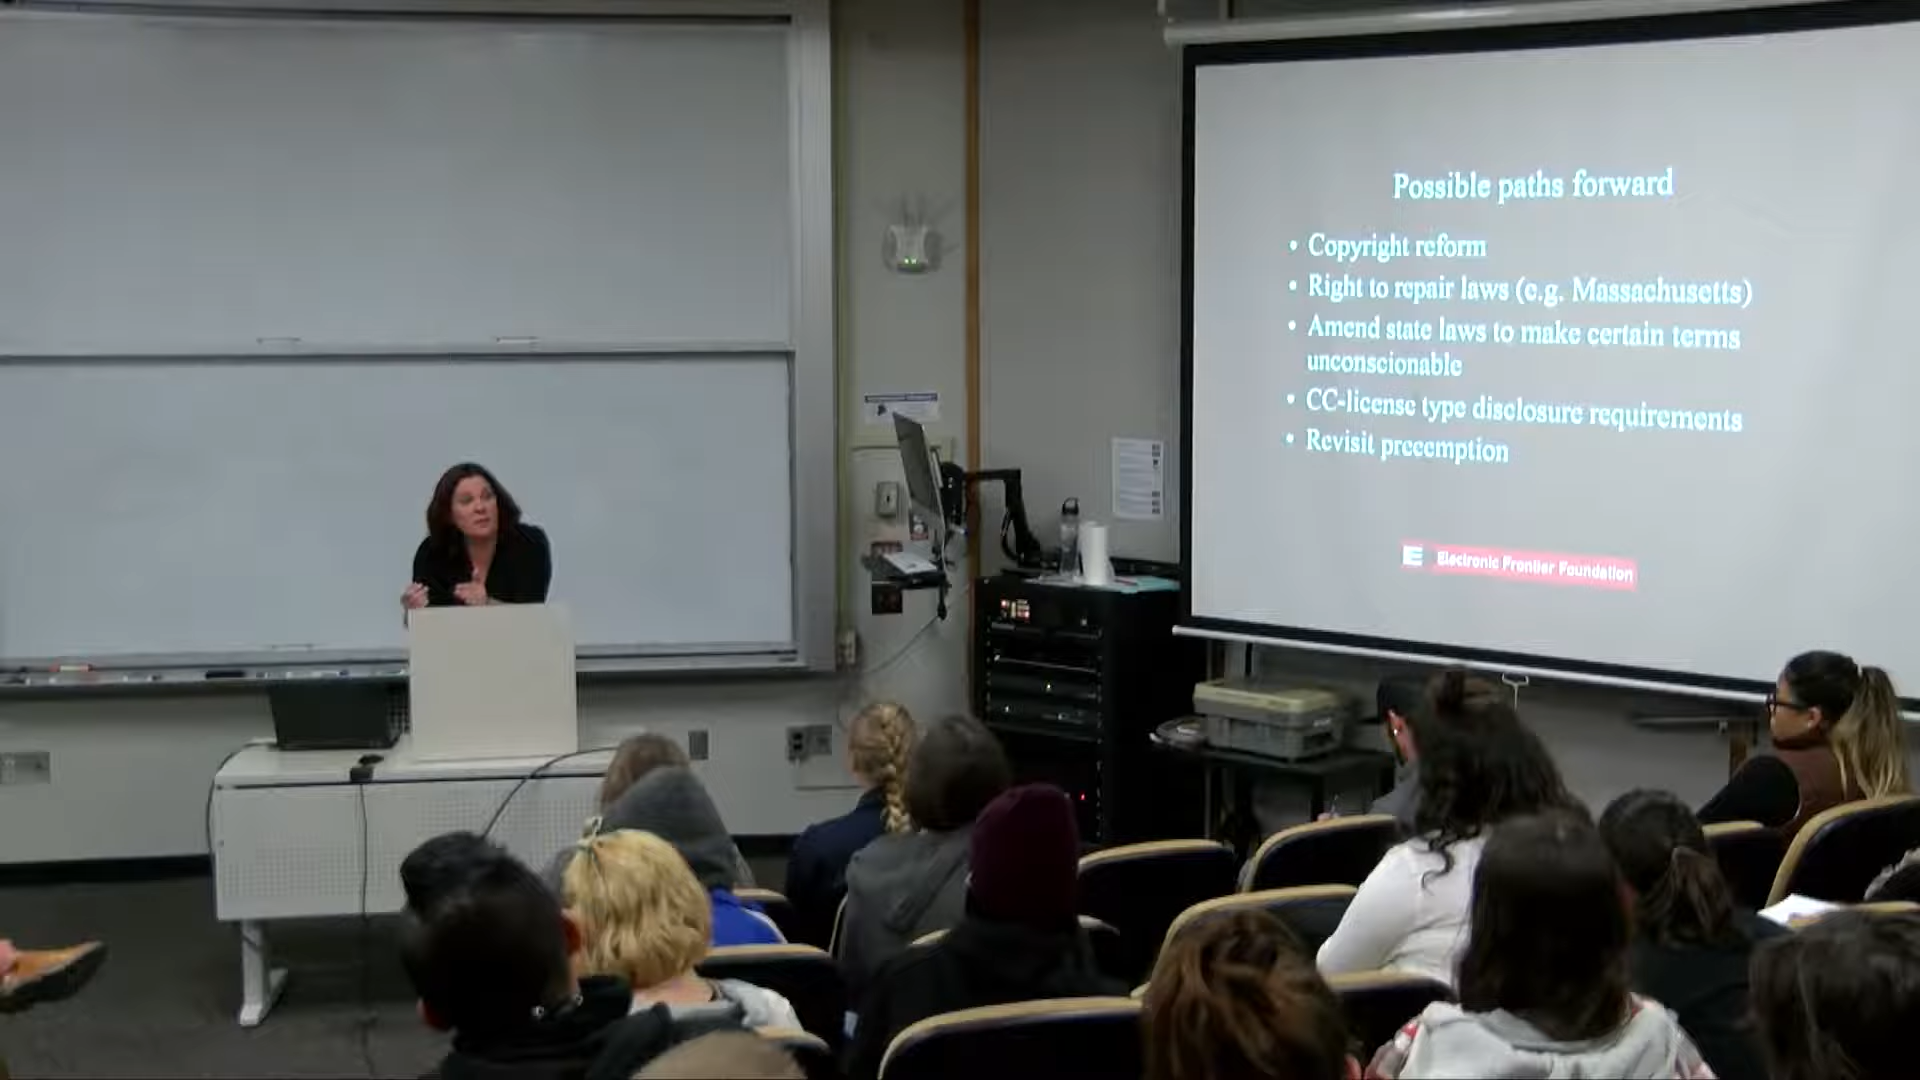 Possible paths forward
• Copyright reform
• Right to repair laws (e.g. Massachusetts)
• Amend state laws to make certain terms
unconscionable
• CC-license type disclosure requirements
• Revisit preemption
Electronic Frontier Foundation